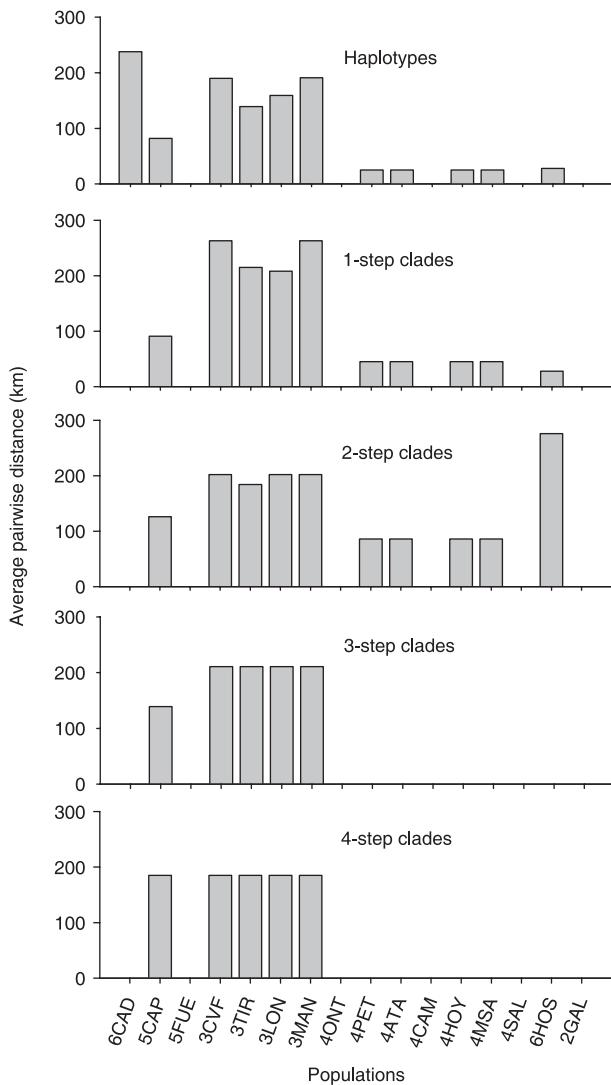 Average pairwise distance (km)
300
200
100
0
Haplotypes
300
200
100
0
1-step clades
300
200
100
0
2-step clades
300
200
100
0
3-step clades
300
200
100
0
4-step clades
6CAD 5CAP 5FUE 3CVF 3TIR 3LON 3MAN 4ONT 4PET 4ATA 4CAM 4HOY 4MSA 4SAL 6HOS 2GAL
Populations